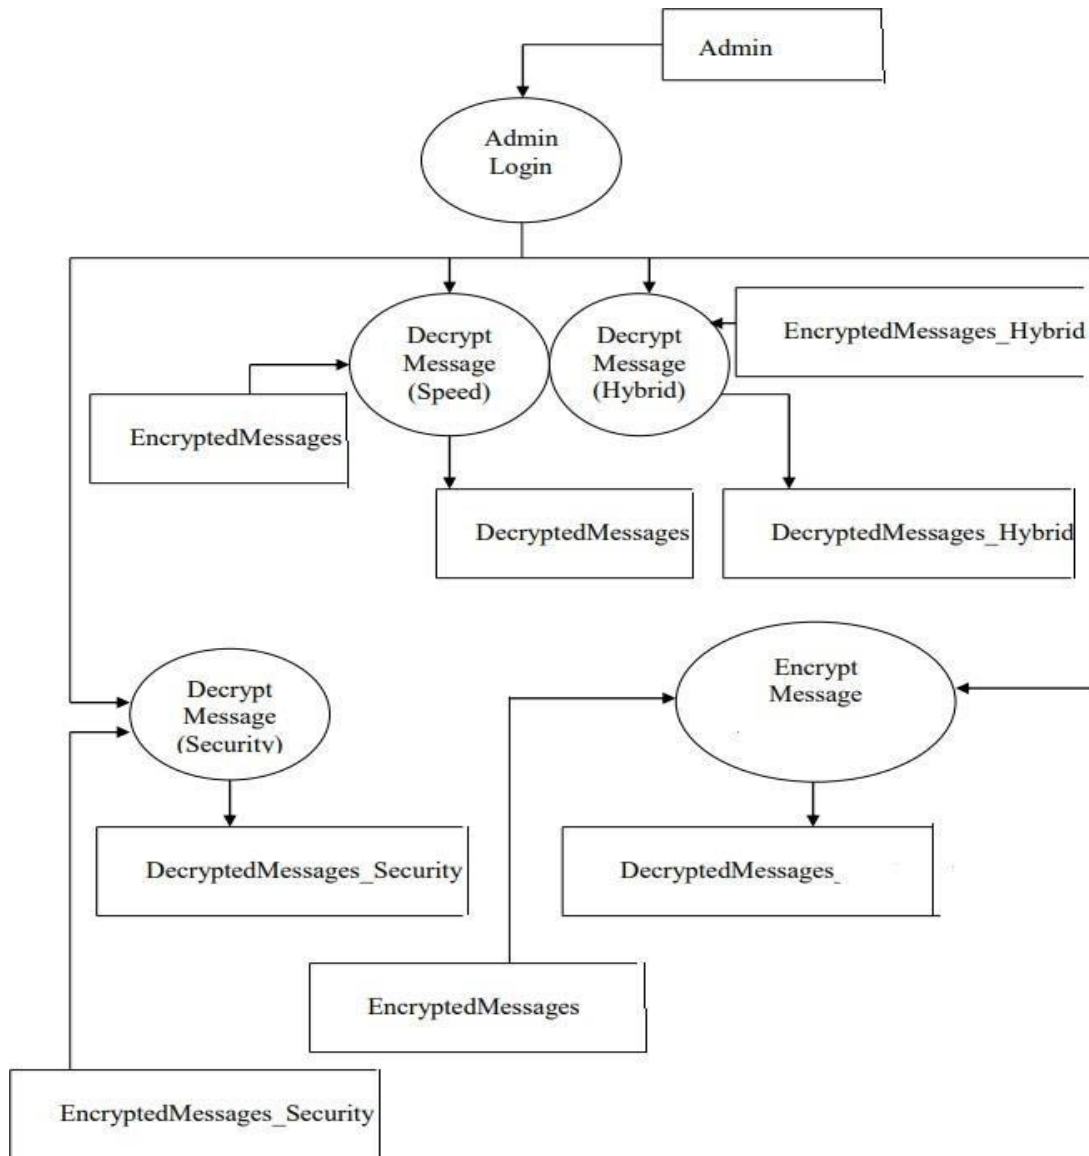 Admin
Admin
Login
Decrypt
Message
(Speed)
Decrypt
Message
(Hybrid)
EncryptedMessages_Hybrid
EncryptedMessages
DecryptedMessages
DecryptedMessages_Hybrid
Decrypt
Message
(Security)
Encrypt
Message
DecryptedMessages_Security
DecryptedMessages_
EncryptedMessages
EncryptedMessages_Security